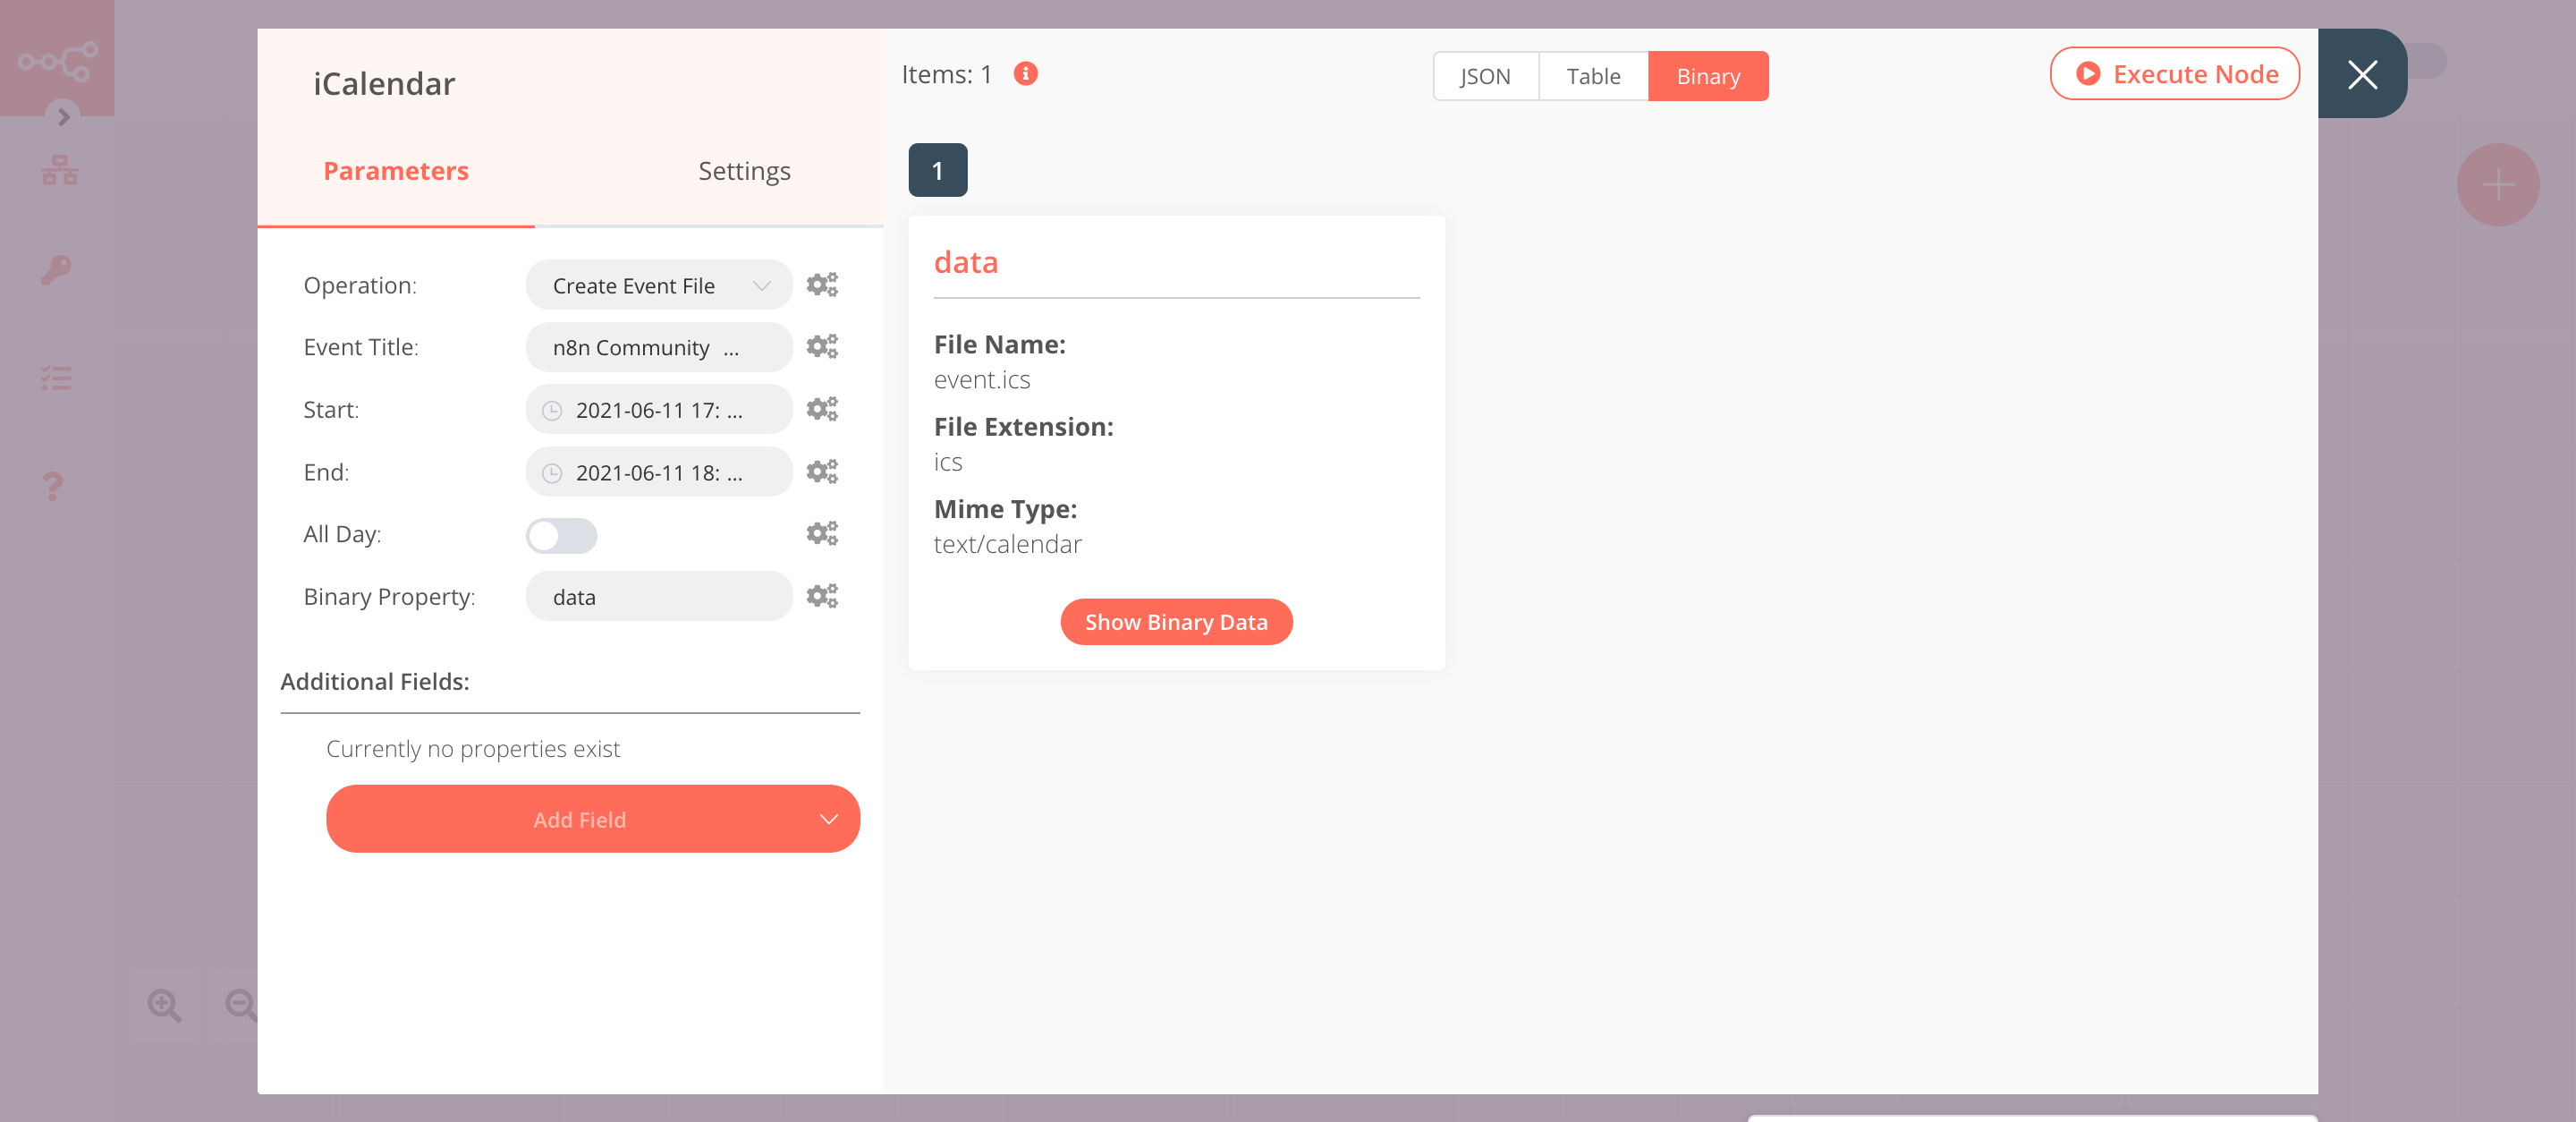 iCalendar
Parameters
Settings
Operation:
Create Event File
Event Title:
n8n Community ...
Start:
2021-06-11 17: ...
End:
2021-06-11 18: ...
All Day:
Binary Property:
data
Additional Fields:
Currently no properties exist
Add Field
Items: 1
JSON
Table
Binary
Execute Node
1
data
File Name:
event.ics
File Extension:
ics
Mime Type:
text/calendar
Show Binary Data